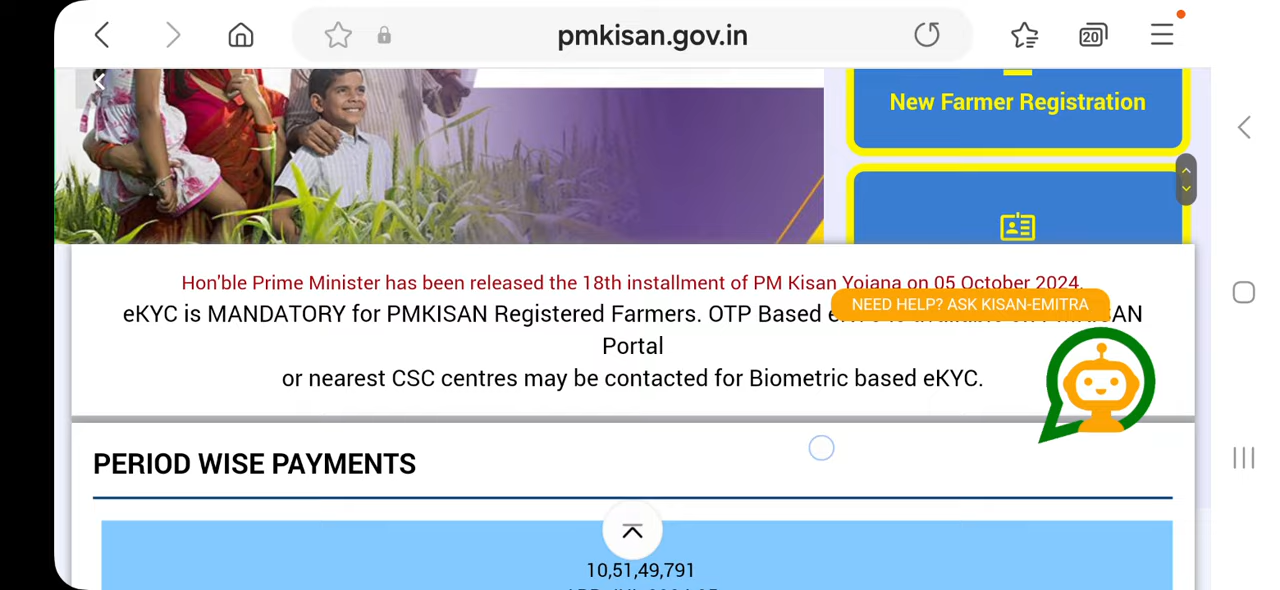 pmkisan.gov.in
20
New Farmer Registration
Hon'ble Prime Minister has been released the 18th installment of PM Kisan Yojana on 05 October 2024.
NEED HELP? ASK KISAN-EMITRA
eKYC is MANDATORY for PMKISAN Registered Farmers. OTP Based
Portal
or nearest CSC centres may be contacted for Biometric based eKYC.
PERIOD WISE PAYMENTS
10,51,49,791